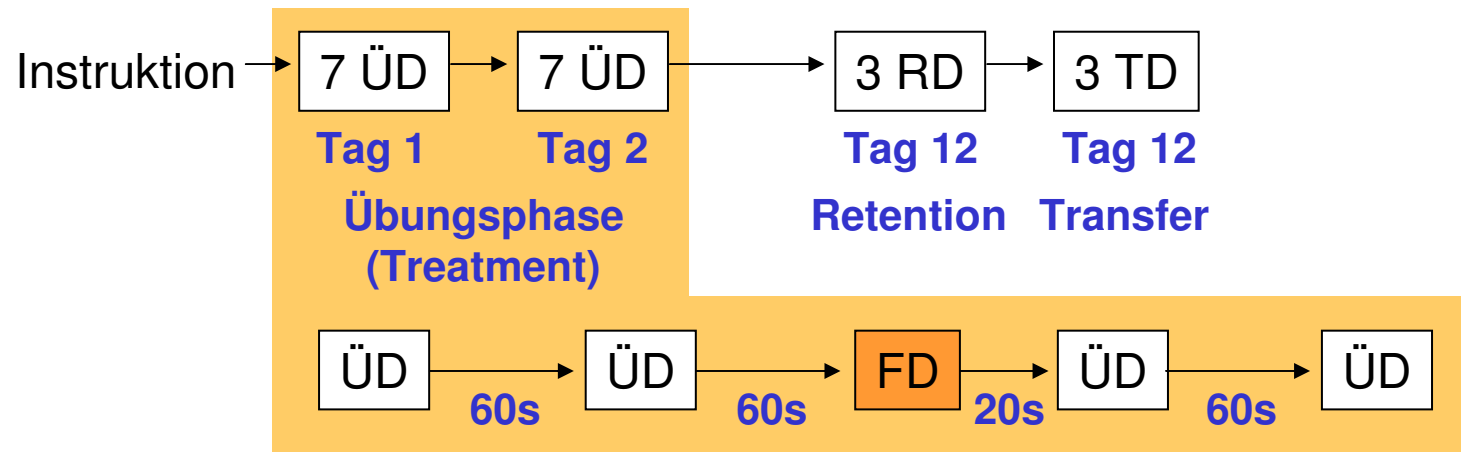 Instruktion 7 ÜD 7 ÜD 3 RD 3 TD
Tag 1 Tag 2 Tag 12 Tag 12
Übungsphase Retention Transfer
(Treatment)
ÜD ÜD FD ÜD ÜD
60s 60s 20s 60s